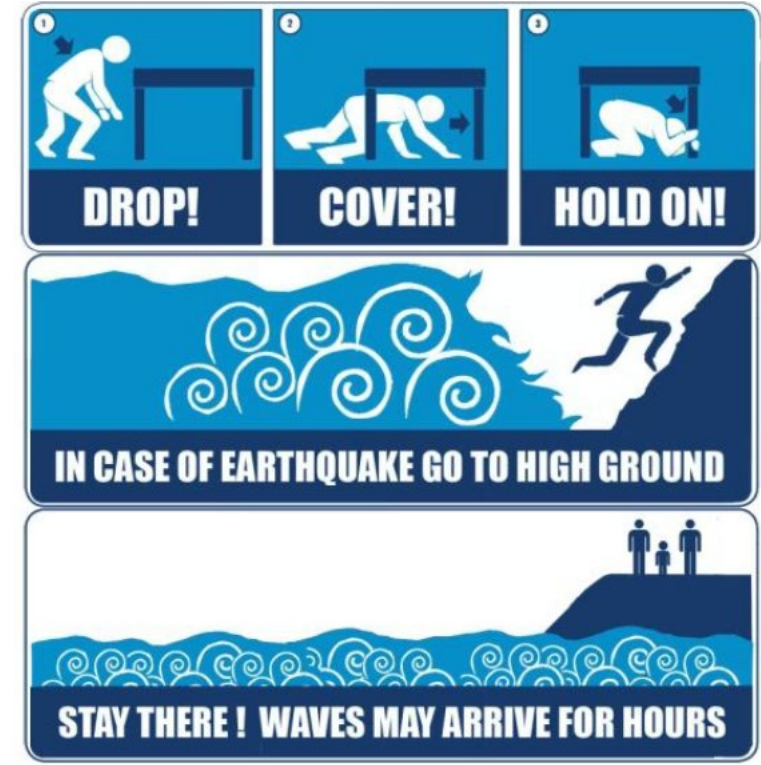 1
DROP!
2
COVER!
3
HOLD ON!
IN CASE OF EARTHQUAKE GO TO HIGH GROUND
STAY THERE ! WAVES MAY ARRIVE FOR HOURS